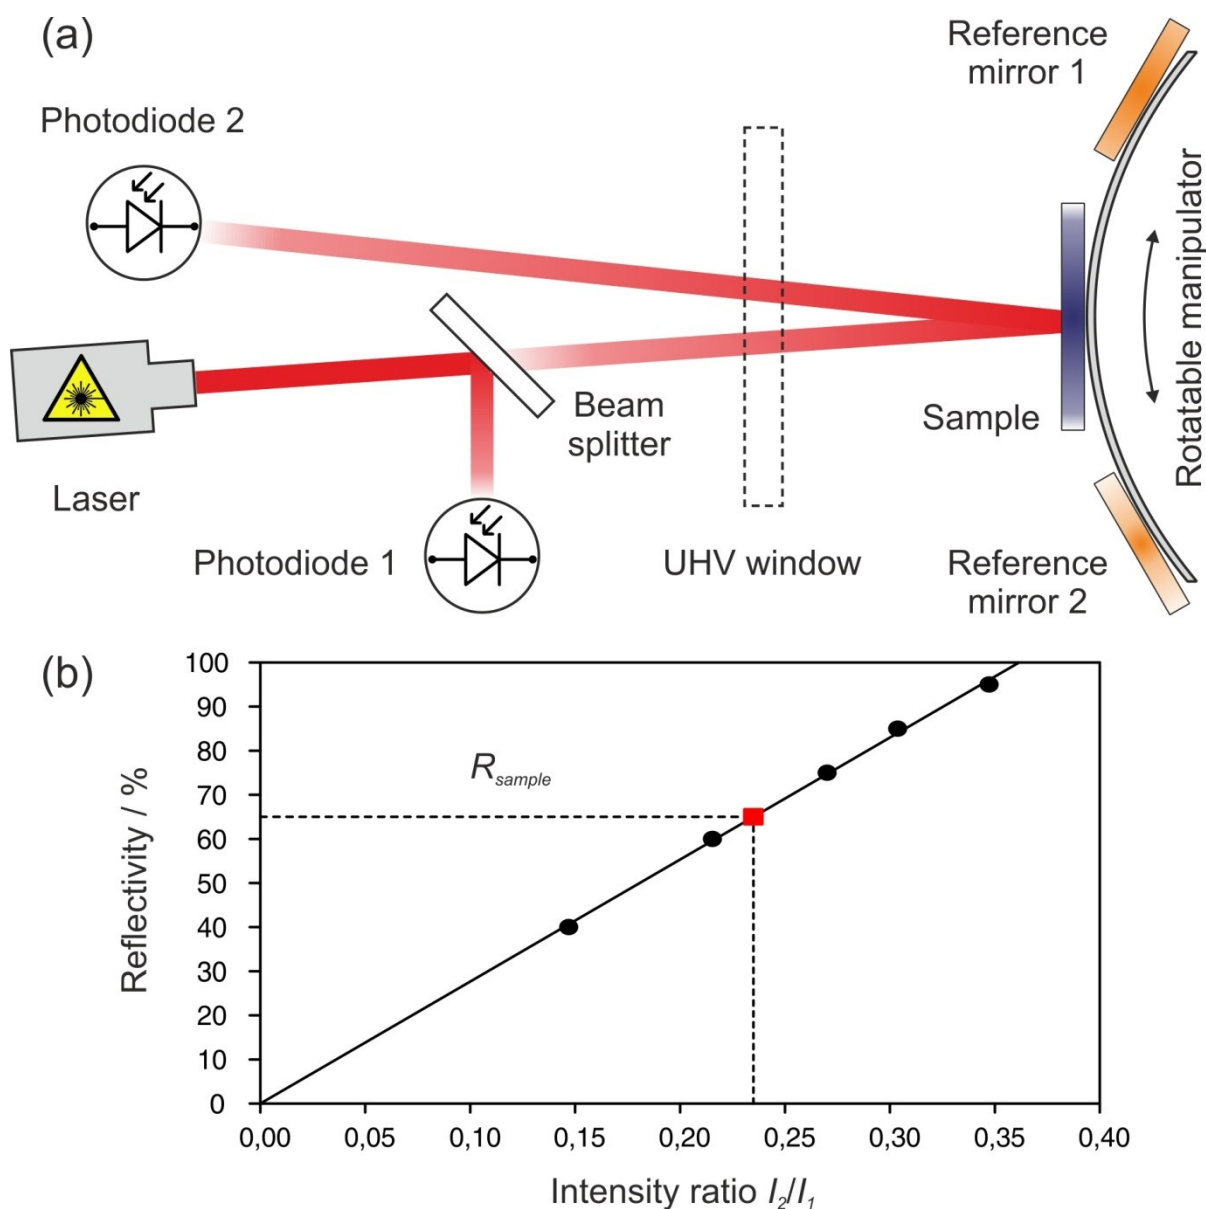 (a)
Reference
mirror 1
Photodiode 2
Rotatable manipulator
Beam
splitter
Sample
Laser
Photodiode 1
UHV window
Reference
mirror 2
(b)
100
90
80
70
60
50
40
30
20
10
0
Reflectivity / %
R sample
0,00 0,05 0,10 0,15 0,20 0,25 0,30 0,35 0,40
Intensity ratio I2/I1